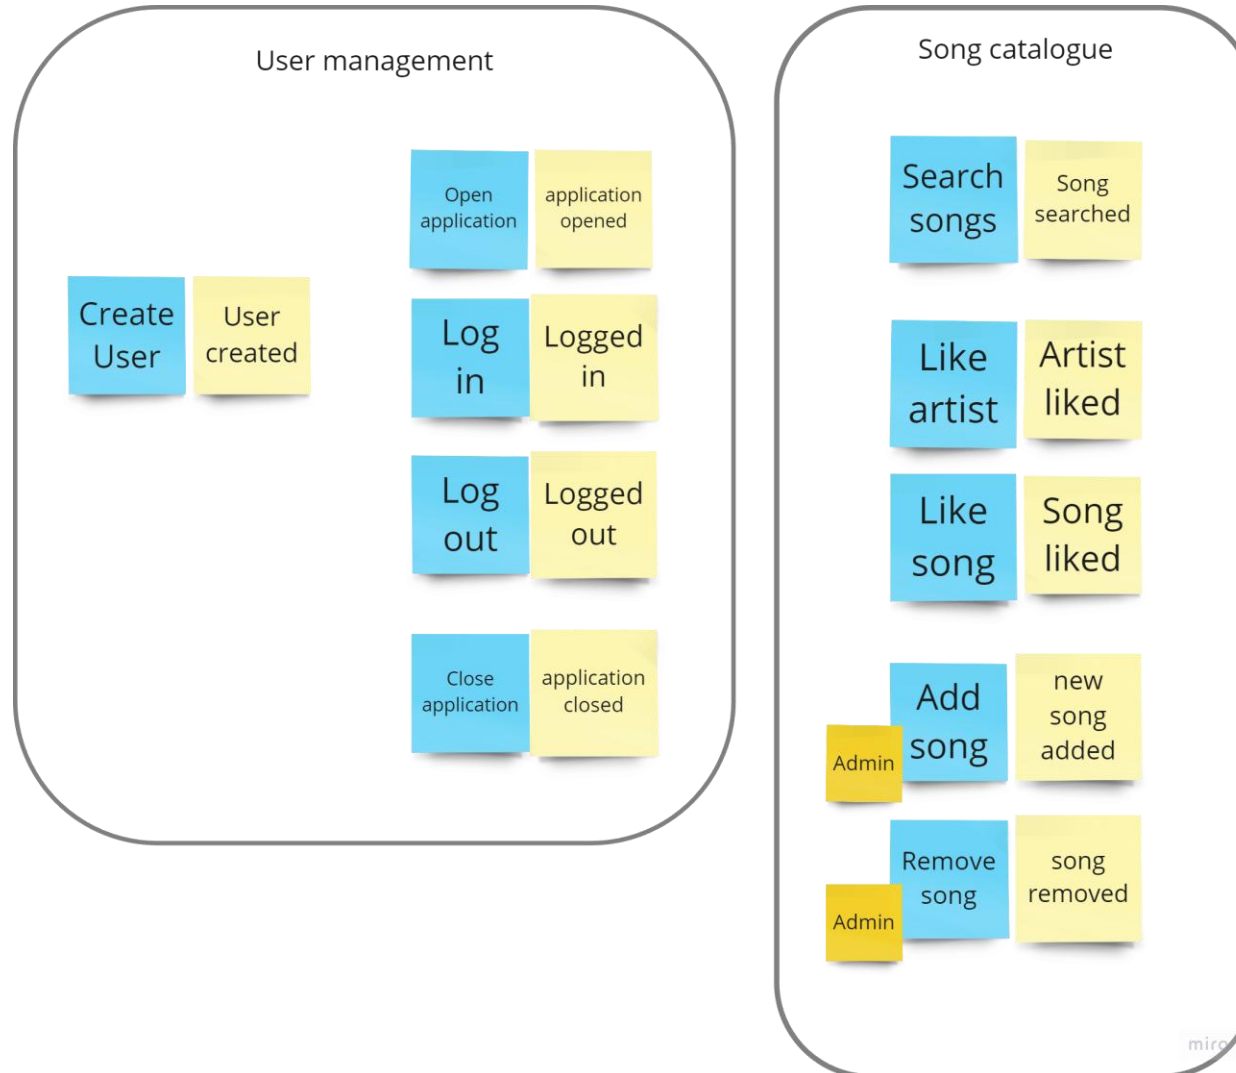 User management
Open
application
application
opened
Create
User
User
created
Log
in
Logged
in
Log
out
Logged
out
Close
application
application
closed
Song catalogue
Search
songs
Song
searched
Like
artist
Artist
liked
Like
song
Song
liked
Add
song
new
song
added
Admin
Remove
song
song
removed
Admin
miro